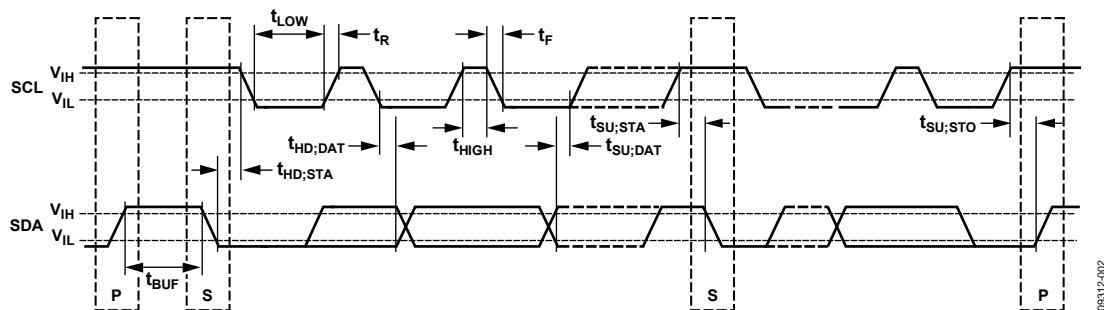 tLOW
tR
tF
SCL
VIH
VIL
tHD;DAT
tHD;STA
tHIGH
tSU;STA
tSU;DAT
tSU;STO
SDA
VIH
VIL
tBUF
P
S
S
P
09312-002